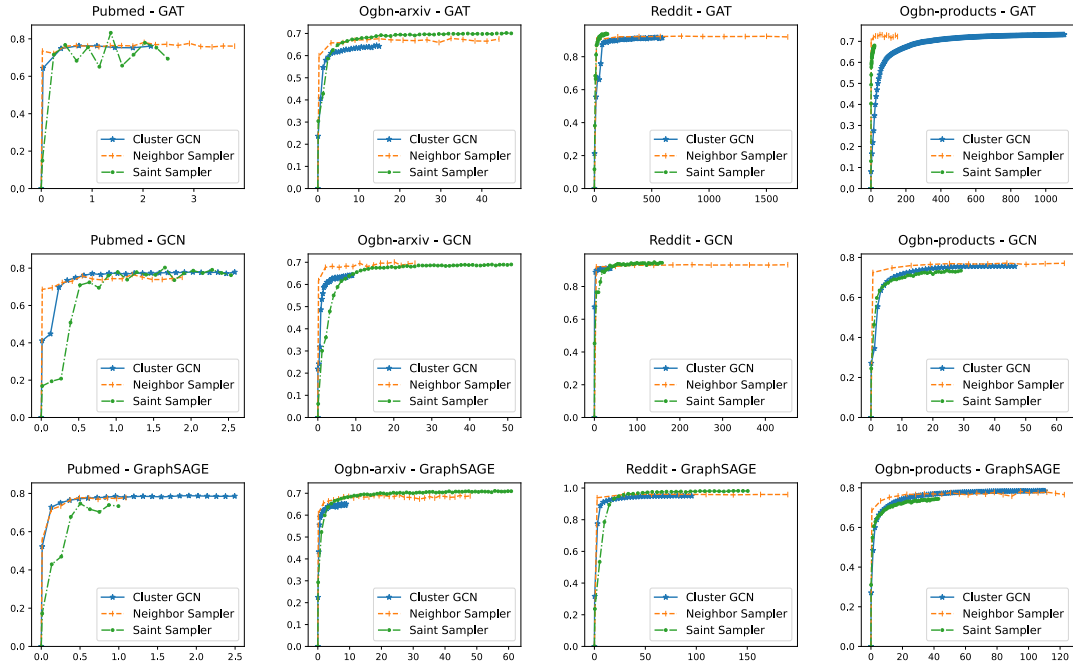 Pubmed - GAT
0.8
0.6
0.4
0.2
0.0
0 1 2 3
Cluster GCN
Neighbor Sampler
Saint Sampler
Ogbn-arxiv - GAT
0.7
0.6
0.5
0.4
0.3
0.2
0.1
0.0
0 10 20 30 40
Cluster GCN
Neighbor Sampler
Saint Sampler
Reddit - GAT
0.8
0.6
0.4
0.2
0.0
0 500 1000 1500
Cluster GCN
Neighbor Sampler
Saint Sampler
Ogbn-products - GAT
0.7
0.6
0.5
0.4
0.3
0.2
0.1
0.0
0 200 400 600 800 1000
Cluster GCN
Neighbor Sampler
Saint Sampler
Pubmed - GCN
0.8
0.6
0.4
0.2
0.0
0,0 0,5 1,0 1,5 2,0 2,5
Cluster GCN
Neighbor Sampler
Saint Sampler
Ogbn-arxiv - GCN
0.7
0.6
0.5
0.4
0.3
0.2
0.1
0.0
0 10 20 30 40 50
Cluster GCN
Neighbor Sampler
Saint Sampler
Reddit - GCN
0.8
0.6
0.4
0.2
0.0
0 100 200 300 400
Cluster GCN
Neighbor Sampler
Saint Sampler
Ogbn-products - GCN
0.8
0.7
0.6
0.5
0.4
0.3
0.2
0.1
0.0
0 10 20 30 40 50 60
Cluster GCN
Neighbor Sampler
Saint Sampler
Pubmed - GraphSAGE
0.8
0.6
0.4
0.2
0.0
0.0 0.5 1.0 1.5 2.0 2.5
Cluster GCN
Neighbor Sampler
Saint Sampler
Ogbn-arxiv - GraphSAGE
0.7
0.6
0.5
0.4
0.3
0.2
0.1
0.0
0 10 20 30 40 50 60
Cluster GCN
Neighbor Sampler
Saint Sampler
Reddit - GraphSAGE
1.0
0.8
0.6
0.4
0.2
0.0
0 50 100 150
Cluster GCN
Neighbor Sampler
Saint Sampler
Ogbn-products - GraphSAGE
0.8
0.6
0.4
0.2
0.0
0 20 40 60 80 100 120
Cluster GCN
Neighbor Sampler
Saint Sampler